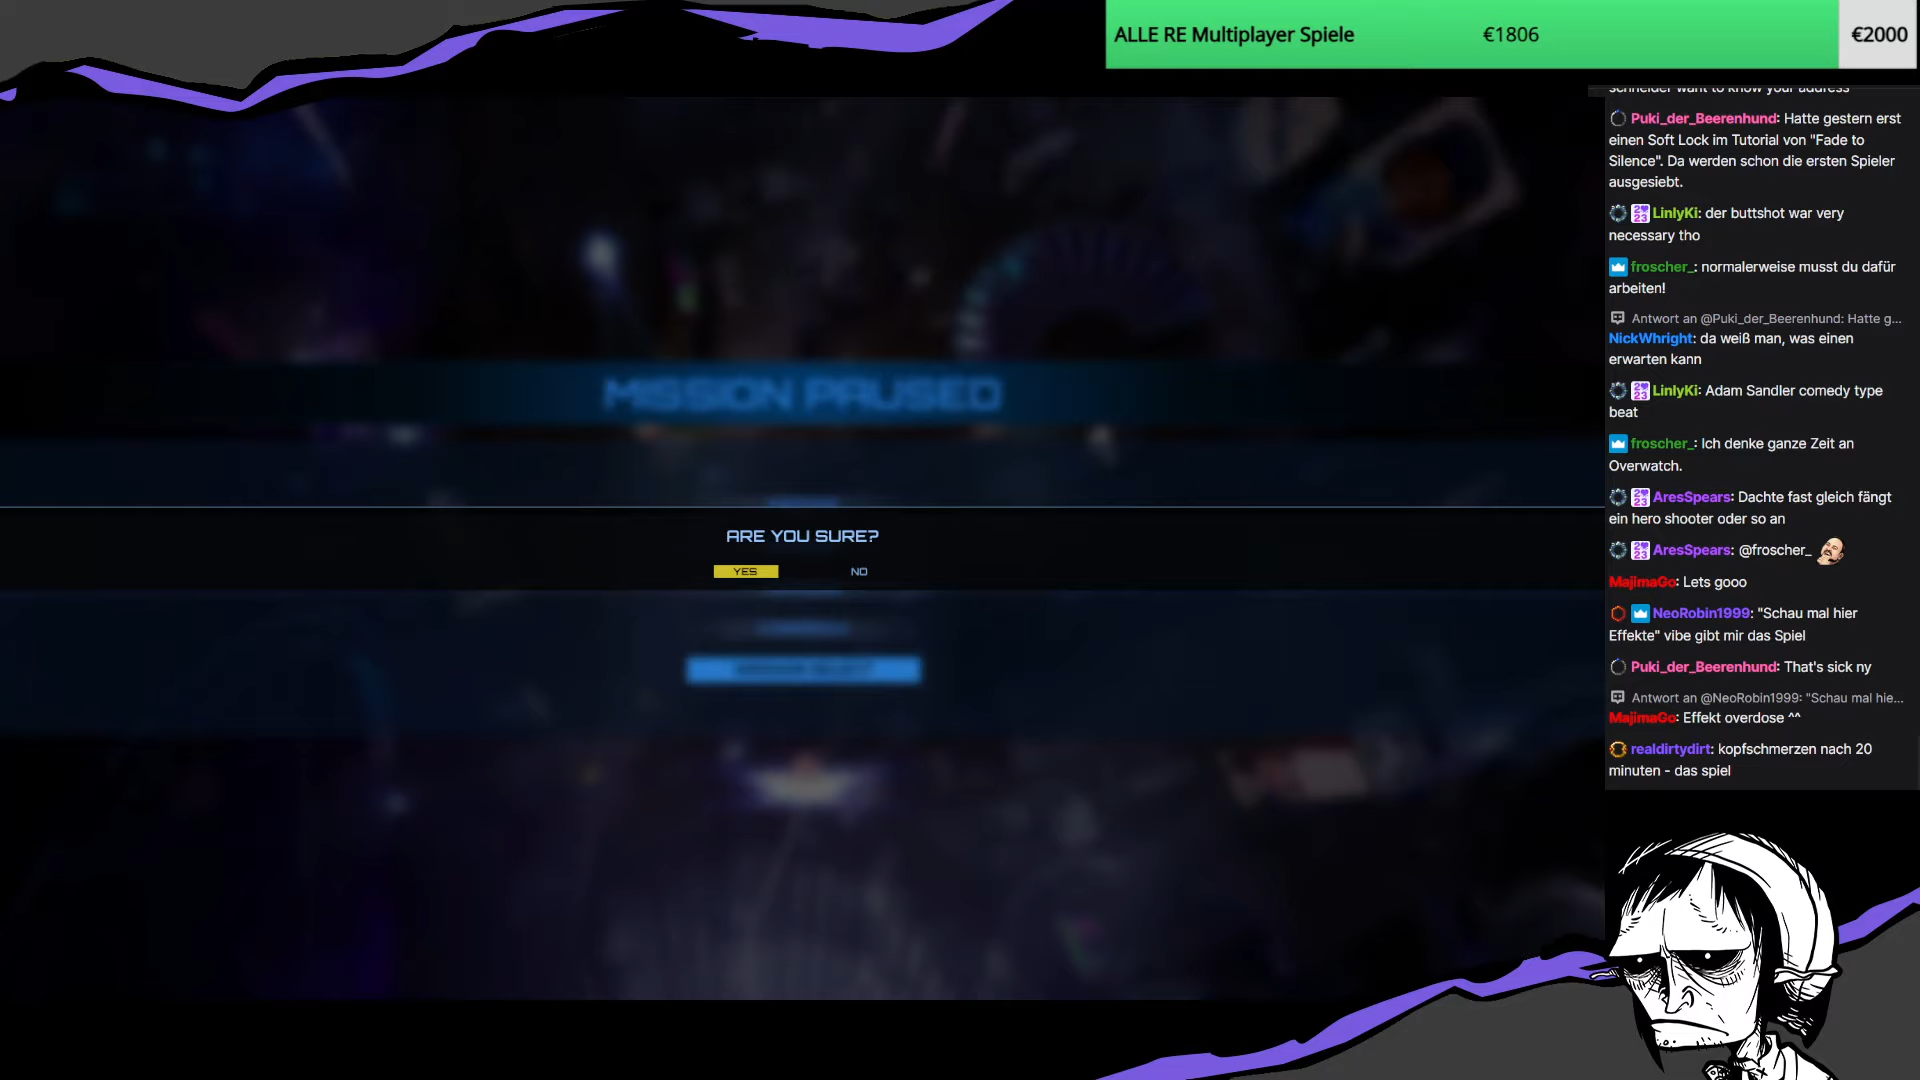 ALLE RE Multiplayer Spiele €1806 €2000
schneider want to know your address
Puki_der_Beerenhund: Hatte gestern erst
einen Soft Lock im Tutorial von "Fade to
Silence". Da werden schon die ersten Spieler
ausgesiebt.
LinlyKi: der buttshot war very
necessary tho
froscher_: normalerweise musst du dafür
arbeiten!
Antwort an @Puki_der_Beerenhund: Hatte g...
NickWhright: da weiß man, was einen
erwarten kann
LinlyKi: Adam Sandler comedy type
beat
froscher_: Ich denke ganze Zeit an
Overwatch.
AresSpears: Dachte fast gleich fängt
ein hero shooter oder so an
AresSpears: @froscher_
MajimaGo: Lets gooo
NeoRobin1999: "Schau mal hier
Effekte" vibe gibt mir das Spiel
Puki_der_Beerenhund: That's sick ny
Antwort an @NeoRobin1999: "Schau mal hie...
MajimaGo: Effekt overdose ^^
realdirtydirt: kopfschmerzen nach 20
minuten - das spiel
MISSION PAUSED
ARE YOU SURE?
YES NO